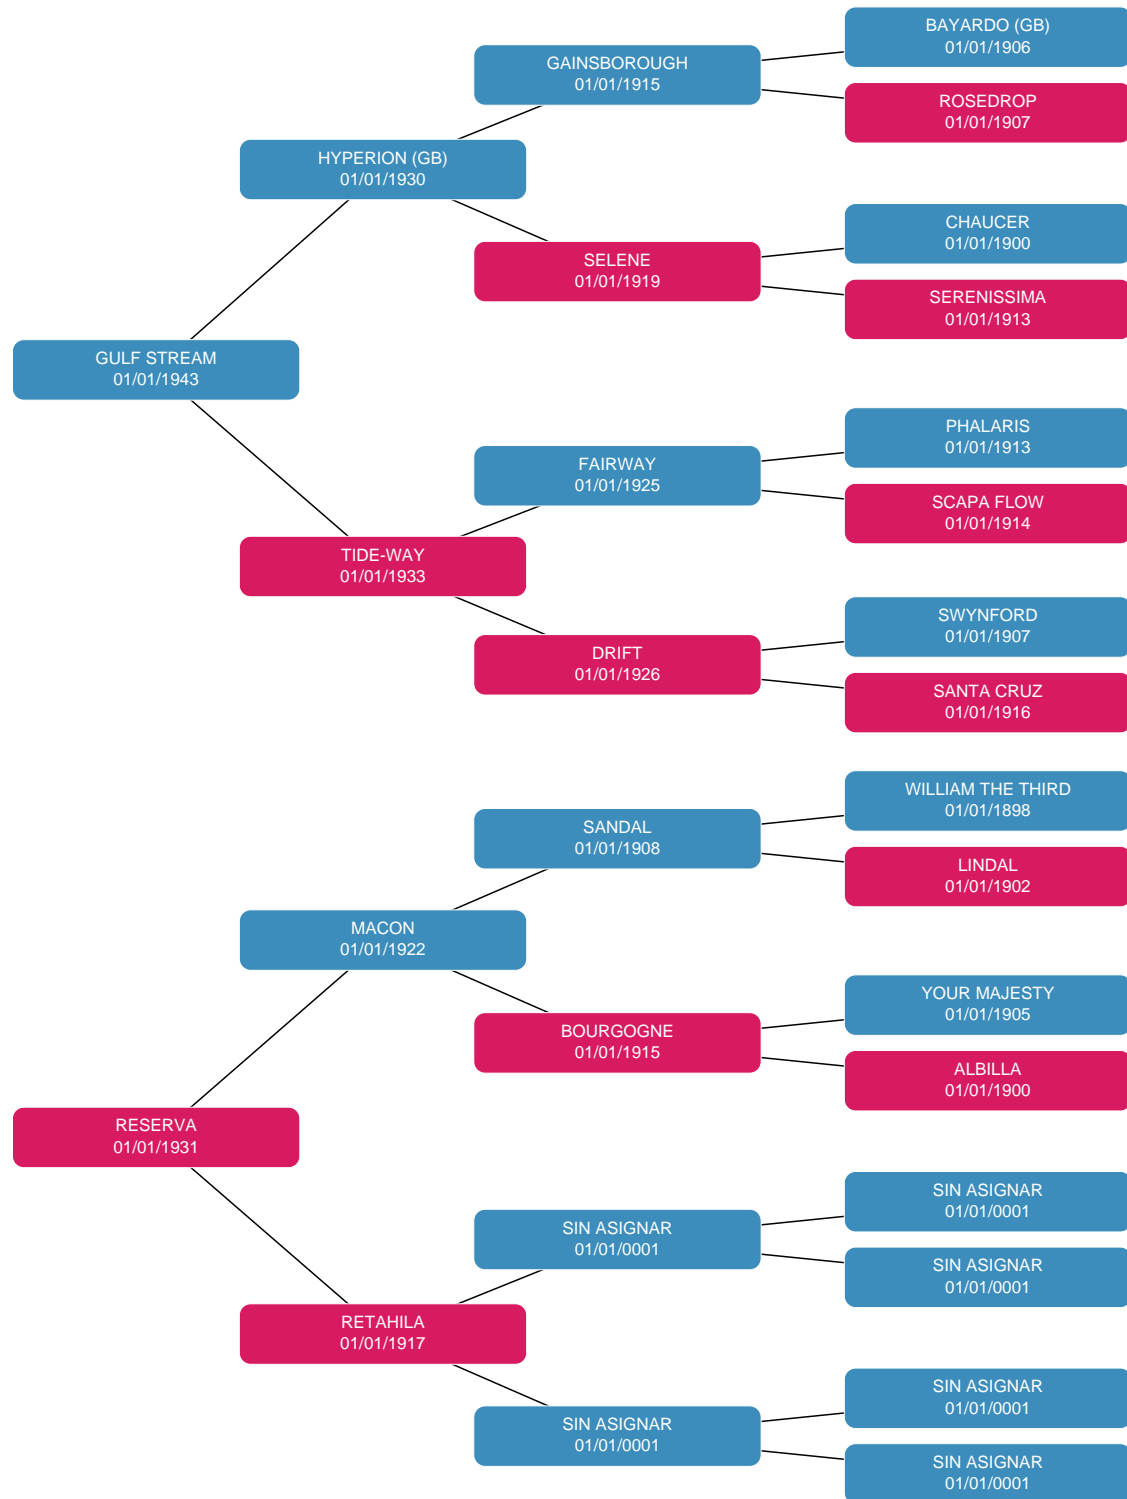 BAYARDO (GB)
01/01/1906
GAINSBOROUGH
01/01/1915
ROSEDROP
01/01/1907
HYPERION (GB)
01/01/1930
CHAUCER
01/01/1900
SELENE
01/01/1919
SERENISSIMA
01/01/1913
GULF STREAM
01/01/1943
PHALARIS
01/01/1913
FAIRWAY
01/01/1925
SCAPA FLOW
01/01/1914
TIDE-WAY
01/01/1933
SWYNFORD
01/01/1907
DRIFT
01/01/1926
SANTA CRUZ
01/01/1916
WILLIAM THE THIRD
01/01/1898
SANDAL
01/01/1908
LINDAL
01/01/1902
MACON
01/01/1922
YOUR MAJESTY
01/01/1905
BOURGOGNE
01/01/1915
ALBILLA
01/01/1900
RESERVA
01/01/1931
SIN ASIGNAR
01/01/0001
SIN ASIGNAR
01/01/0001
SIN ASIGNAR
01/01/0001
RETAHILA
01/01/1917
SIN ASIGNAR
01/01/0001
SIN ASIGNAR
01/01/0001
SIN ASIGNAR
01/01/0001